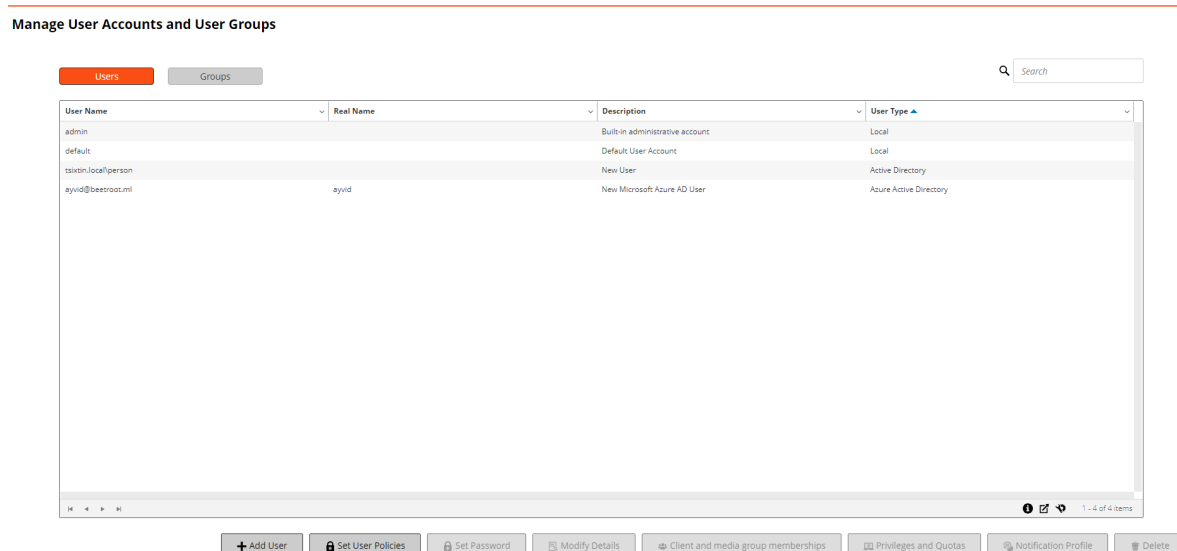 Manage User Accounts and User Groups
Users Groups Search
User Name Real Name Description User Type
admin Built-in administrative account Local
default Default User Account Local
tsixtin.local\person New User Active Directory
ayvid@beetroot.ml ayvid New Microsoft Azure AD User Azure Active Directory
1 - 4 of 4 items
Add User Set User Policies Set Password Modify Details Client and media group memberships Privileges and Quotas Notification Profile Delete